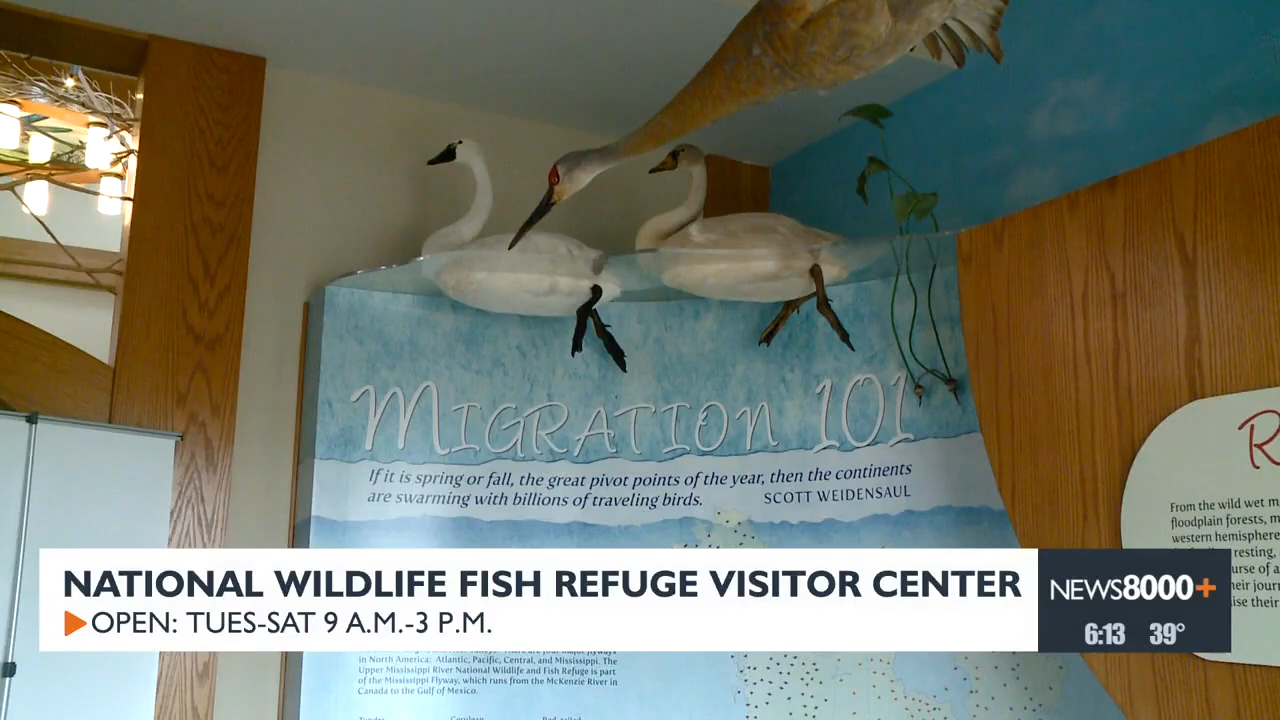 MIGRATION 101
If it is spring or fall, the great pivot points of the year, then the continents
are swarming with billions of traveling birds. SCOTT WEIDENSAUL
From the wild wet m
floodplain forests, m
western hemisphere
resting,
urse of a
heir jour
ise their
NATIONAL WILDLIFE FISH REFUGE VISITOR CENTER
OPEN: TUES-SAT 9 A.M.-3 P.M.
NEWS8000+
6:13 39°
in North America: Atlantic, Pacific, Central, and Mississippi. The
Upper Mississippi River National Wildlife and Fish Refuge is part
of the Mississippi Flyway, which runs from the McKenzie River in
Canada to the Gulf of Mexico.